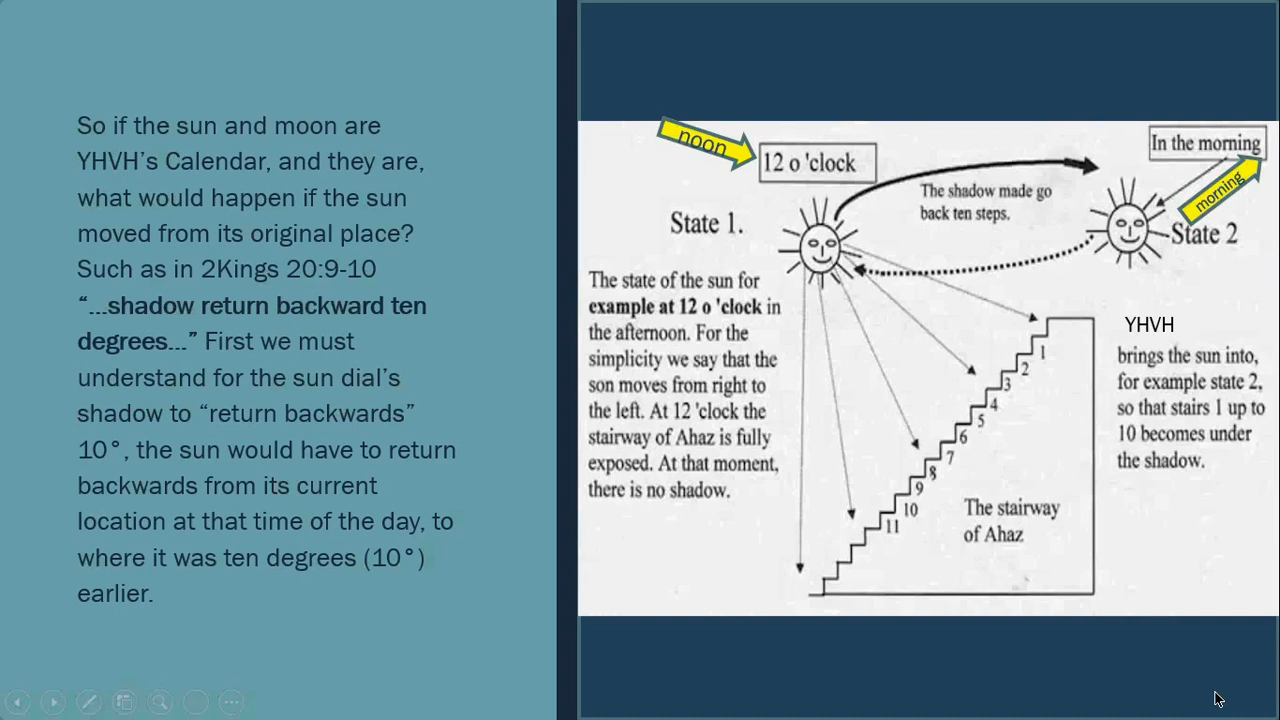 So if the sun and moon are
YHVH's Calendar, and they are,
what would happen if the sun
moved from its original place?
Such as in 2Kings 20:9-10
“...shadow return backward ten
degrees...” First we must
understand for the sun dial's
shadow to “return backwards”
10°, the sun would have to return
backwards from its current
location at that time of the day, to
where it was ten degrees (10°)
earlier.
noon
12 o 'clock
In the morning
morning
The shadow made go
back ten steps.
State 1.
State 2
The state of the sun for
example at 12 o 'clock in
the afternoon. For the
simplicity we say that the
son moves from right to
the left. At 12 'clock the
stairway of Ahaz is fully
exposed. At that moment,
there is no shadow.
1
2
3
4
5
6
7
8
9
10
11
The stairway
of Ahaz
YHVH
brings the sun into,
for example state 2,
so that stairs 1 up to
10 becomes under
the shadow.